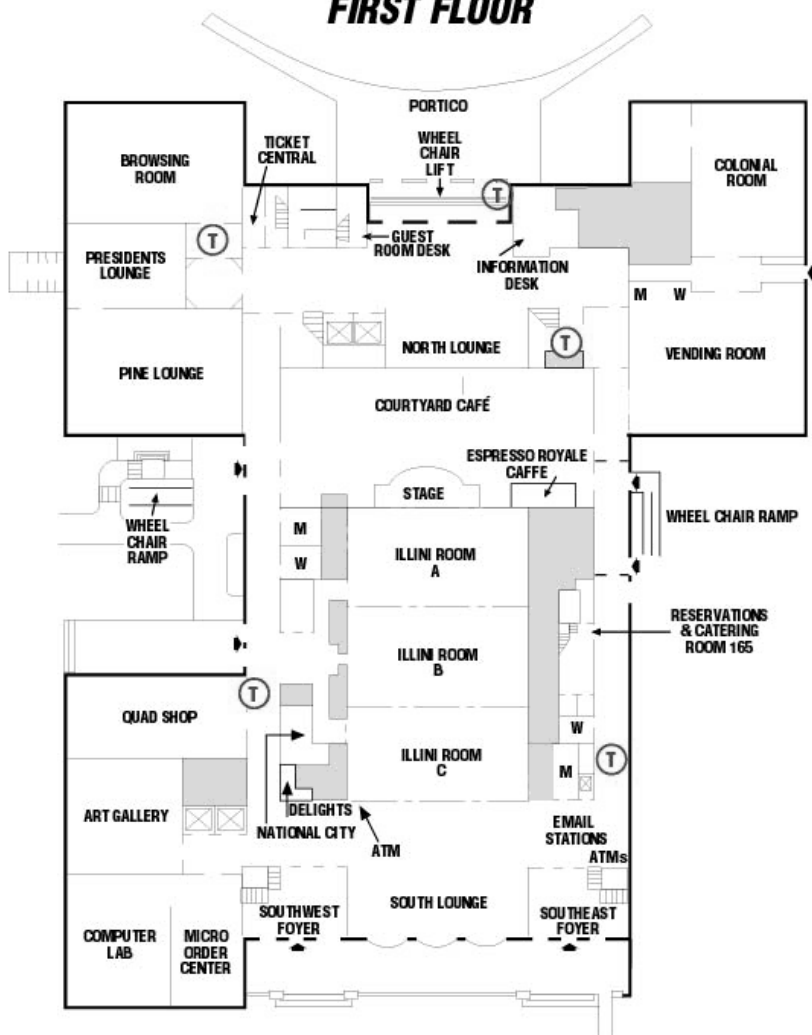 FIRST FLOOR
PORTICO
WHEEL
CHAIR
LIFT
TICKET
CENTRAL
BROWSING
ROOM
COLONIAL
ROOM
T
T
GUEST
ROOM DESK
PRESIDENTS
LOUNGE
INFORMATION
DESK
M W
T
NORTH LOUNGE
VENDING ROOM
PINE LOUNGE
COURTYARD CAFÉ
ESPRESSO ROYALE
CAFFE
STAGE
WHEEL
CHAIR
RAMP
WHEEL CHAIR RAMP
M
W
ILLINI ROOM
A
RESERVATIONS
& CATERING
ROOM 165
ILLINI ROOM
B
T
QUAD SHOP
W
ILLINI ROOM
C
T
M
ART GALLERY
DELIGHTS
NATIONAL CITY
ATM
EMAIL
STATIONS
ATMs
SOUTH LOUNGE
SOUTHWEST
FOYER
SOUTHEAST
FOYER
COMPUTER
LAB
MICRO
ORDER
CENTER